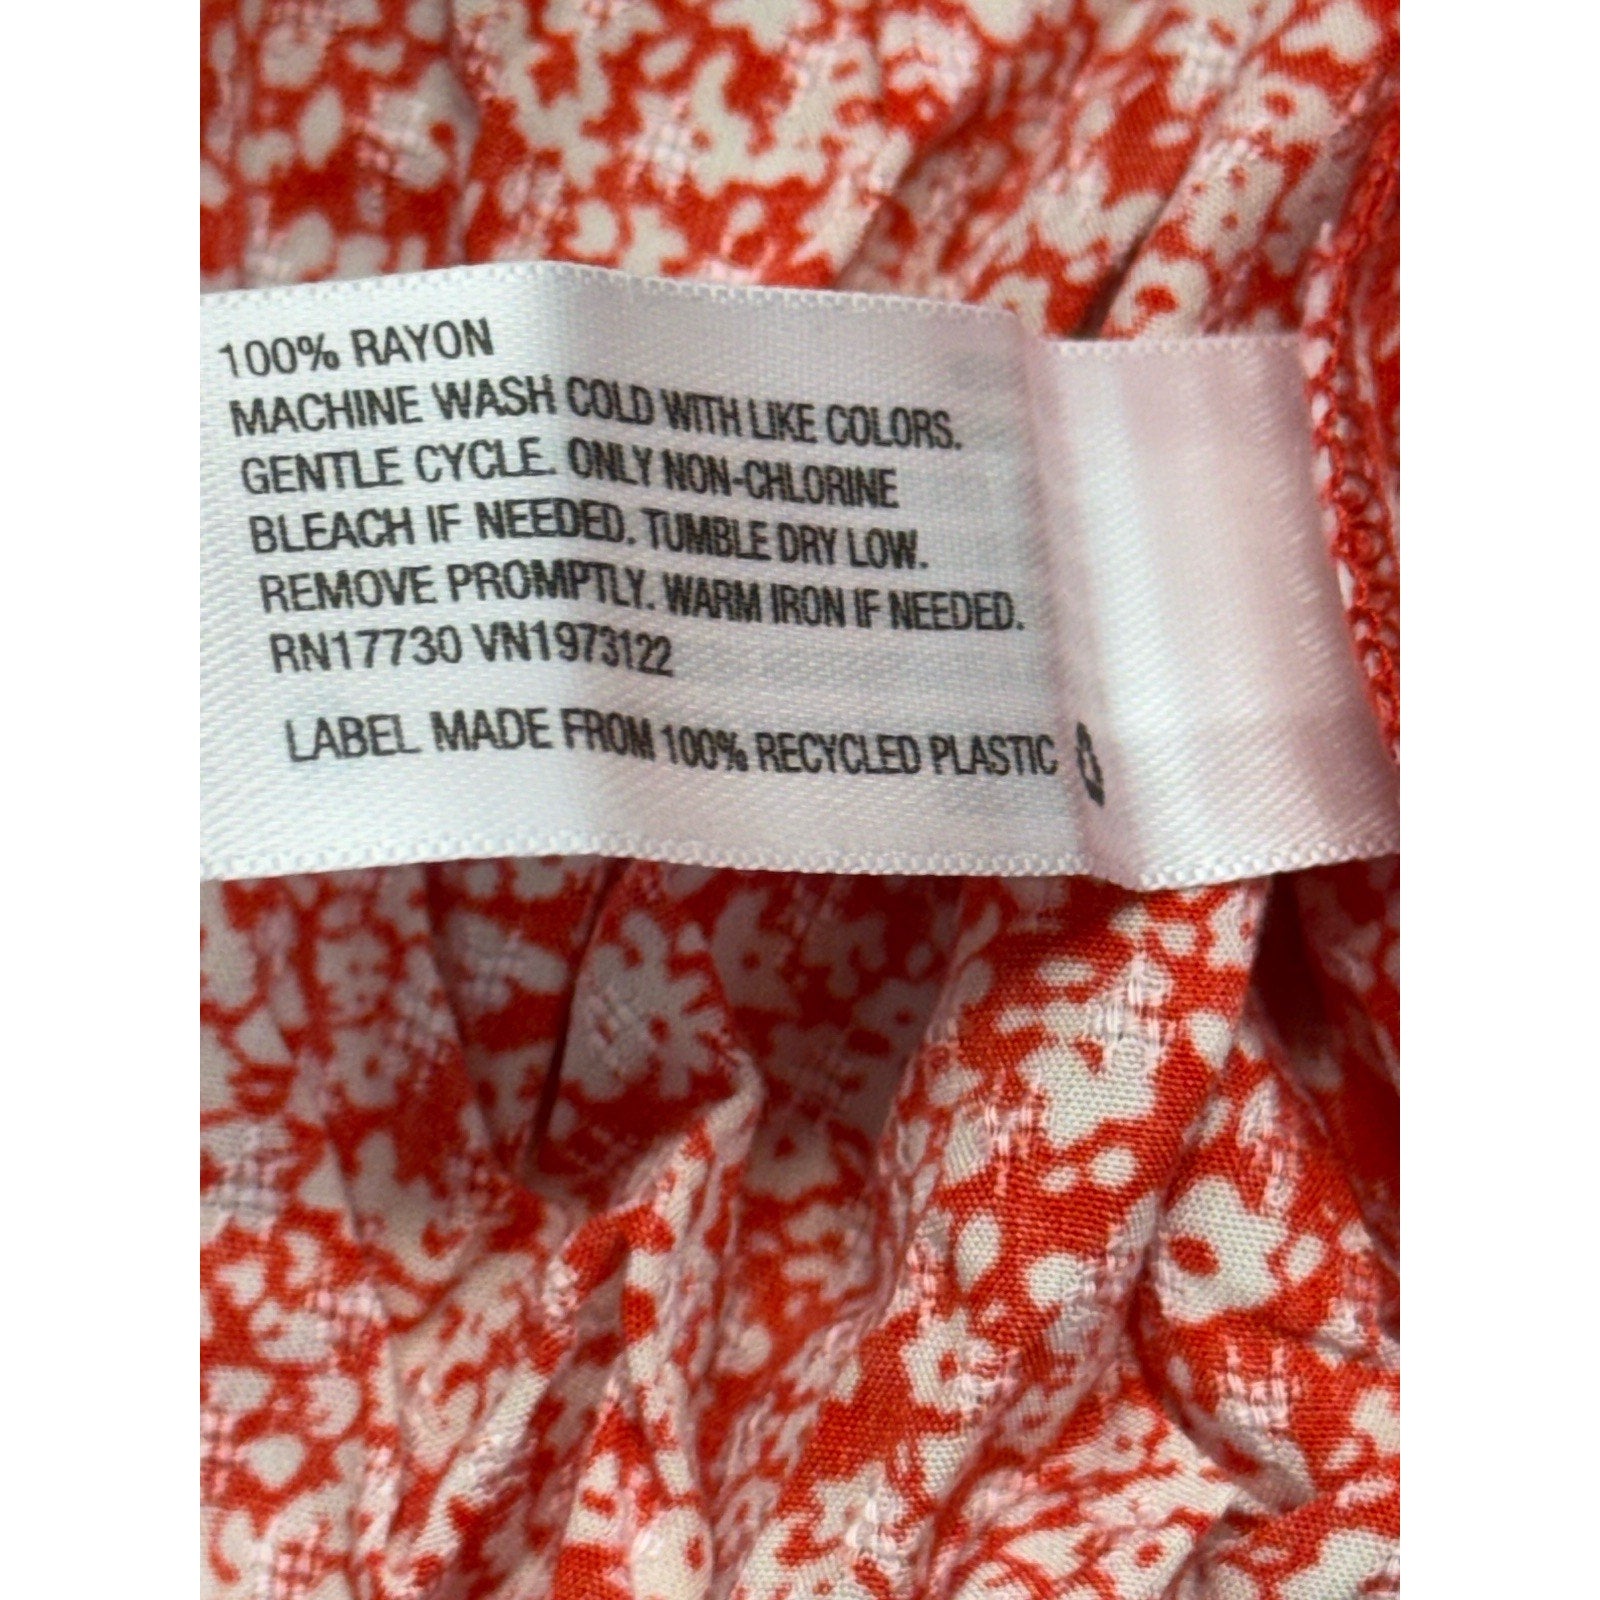 100% RAYON
MACHINE WASH COLD WITH LIKE COLORS.
GENTLE CYCLE. ONLY NON-CHLORINE
BLEACH IF NEEDED. TUMBLE DRY LOW.
REMOVE PROMPTLY. WARM IRON IF NEEDED.
RN17730 VN1973122
LABEL MADE FROM 100% RECYCLED PLASTIC